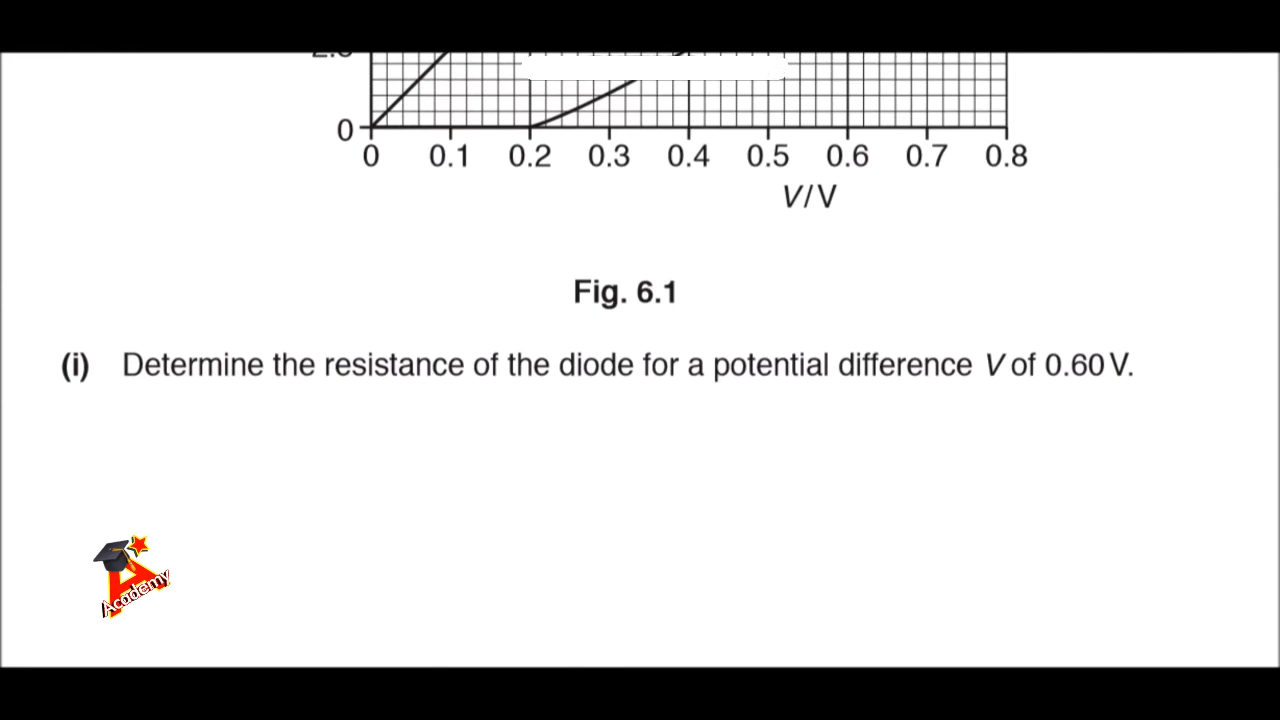 0
0 0.1 0.2 0.3 0.4 0.5 0.6 0.7 0.8
V/V
Fig. 6.1
(i) Determine the resistance of the diode for a potential difference V of 0.60 V.
Academy